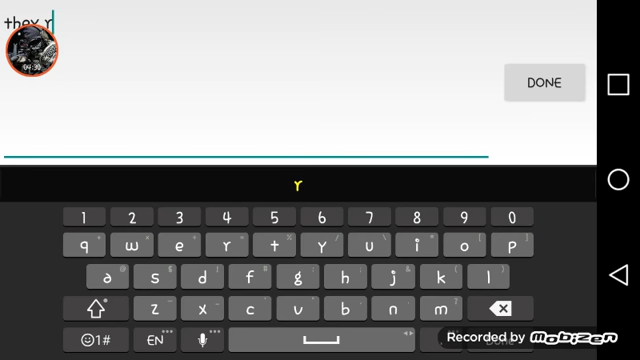 they r
04:30
DONE
r
1 2 3 4 5 6 7 8 9 0
q w e r t y u i o p
a s d f g h j k l
z x c v b n m
1# EN
Recorded by mobizen